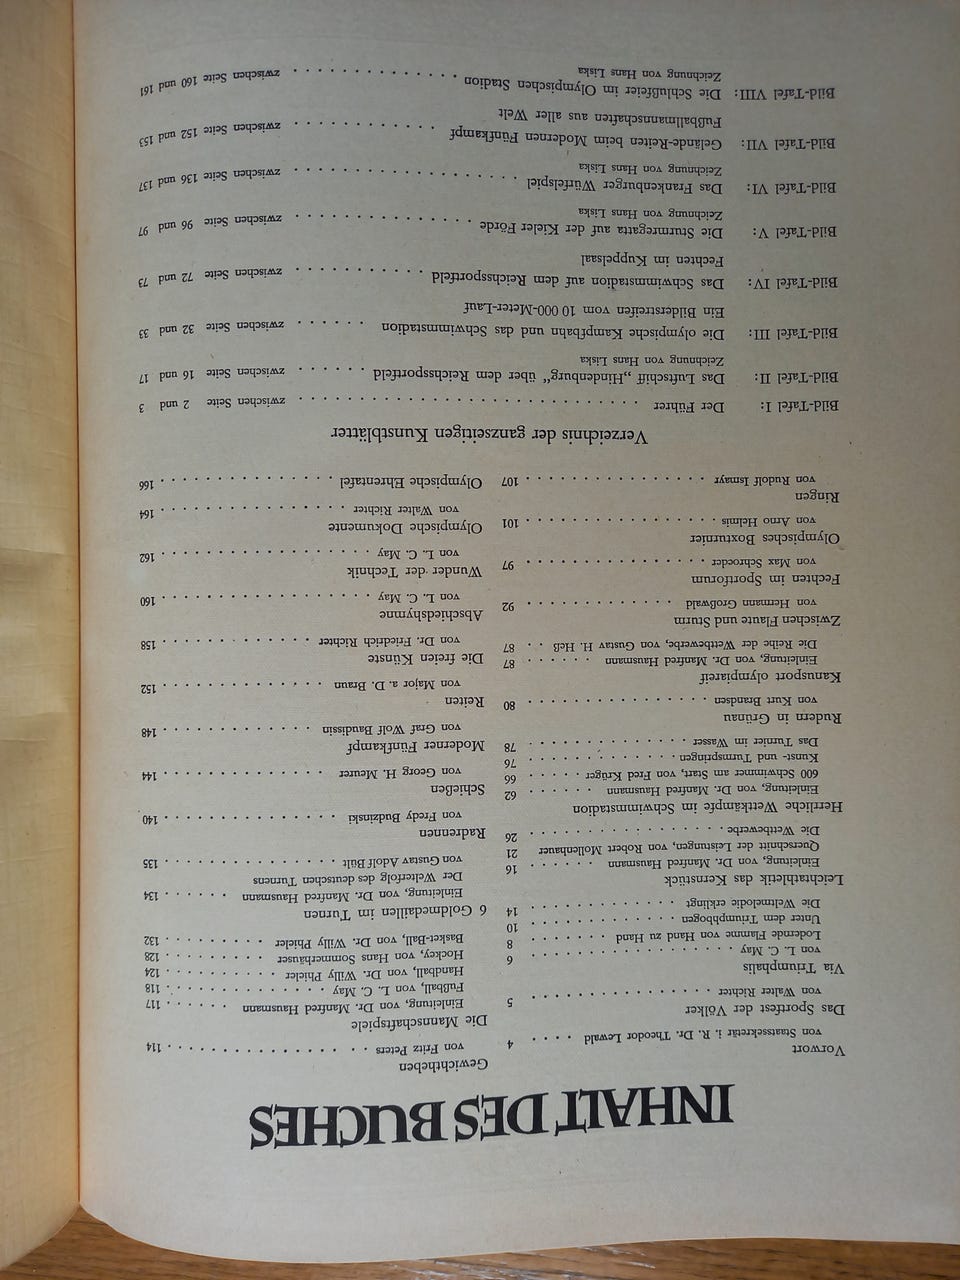 INHALT DES BUCHES
Vorwort
von Staatssekretär i. R. Dr. Theodor Lewald . . . . 4
Das Sportfest der Völker
von Walter Richter . . . . . . . . . . . . . . 5
Via Triumphalis
von L. C. May . . . . . . . . . . . . . . . 6
Lodernde Flamme von Hand zu Hand . . . . . . . 8
Unter dem Triumphbogen . . . . . . . . . . . . 10
Die Weltmelodie erklingt . . . . . . . . . . . . 14
Leichtathletik das Kernstück
Einleitung, von Dr. Manfred Hausmann . . . . . . 16
Querschnitt der Leistungen, von Robert Möllenhauer 21
Die Wettbewerbe . . . . . . . . . . . . . . . 26
Herrliche Wettkämpfe im Schwimmstadion
Einleitung, von Dr. Manfred Hausmann . . . . . . 62
600 Schwimmer am Start, von Fred Krüger . . . . . 66
Kunst- und Turmspringen . . . . . . . . . . . . 76
Das Turnier im Wasser . . . . . . . . . . . . . 78
Rudern in Grünau
von Kurt Brandsen . . . . . . . . . . . . . . 80
Kanusport olympiareif
Einleitung, von Dr. Manfred Hausmann . . . . . . 87
Die Reihe der Wettbewerbe, von Gustav H. Heß . . 87
Zwischen Flaute und Sturm
von Hermann Großwald . . . . . . . . . . . . 92
Fechten im Sportforum
von Max Schroeder . . . . . . . . . . . . . . 97
Olympisches Boxturnier
von Arno Helmis . . . . . . . . . . . . . . . 101
Ringen
von Rudolf Ismayr . . . . . . . . . . . . . . 107
Gewichtheben
von Fritz Peters . . . . . . . . . . . . . . . 114
Die Mannschaftspiele
Einleitung, von Dr. Manfred Hausmann . . . . . . 117
Fußball, von L. C. May . . . . . . . . . . . . 118
Handball, von Dr. Willy Phieler . . . . . . . . . 124
Hockey, von Hans Sommerhäuser . . . . . . . . 128
Basket-Ball, von Dr. Willy Phieler . . . . . . . . 132
6 Goldmedaillen im Turnen
Einleitung, von Dr. Manfred Hausmann . . . . . . 134
Der Welterfolg des deutschen Turnens
von Gustav Adolf Bült . . . . . . . . . . . . 135
Radrennen
von Fredy Budzinski . . . . . . . . . . . . . 140
Schießen
von Georg H. Meurer . . . . . . . . . . . . . 144
Moderner Fünfkampf
von Graf Wolf Baudissin . . . . . . . . . . . . 148
Reiten
von Major a. D. Braun . . . . . . . . . . . . 152
Die freien Künste
von Dr. Friedrich Richter . . . . . . . . . . . . 158
Abschiedshymne
von L. C. May . . . . . . . . . . . . . . . 160
Wunder der Technik
von L. C. May . . . . . . . . . . . . . . . 162
Olympische Dokumente
von Walter Richter . . . . . . . . . . . . . . 164
Olympische Ehrentafel . . . . . . . . . . . . . 166
Verzeichnis der ganzseitigen Kunstblätter
Bild-Tafel I: Der Führer . . . . . . . . . . . . . . . . . zwischen Seite 2 und 3
Bild-Tafel II: Das Luftschiff „Hindenburg“ über dem Reichssportfeld . . . . . . zwischen Seite 16 und 17
Zeichnung von Hans Liska
Bild-Tafel III: Die olympische Kampfbahn und das Schwimmstadion . . . . . . zwischen Seite 32 und 33
Ein Bilderstreifen vom 10 000-Meter-Lauf
Bild-Tafel IV: Das Schwimmstadion auf dem Reichssportfeld . . . . . . . . . zwischen Seite 72 und 73
Fechten im Kuppelsaal
Bild-Tafel V: Die Sturmregatta auf der Kieler Förde . . . . . . . . . . . . zwischen Seite 96 und 97
Zeichnung von Hans Liska
Bild-Tafel VI: Das Frankenburger Würfelspiel . . . . . . . . . . . . . . . zwischen Seite 136 und 137
Zeichnung von Hans Liska
Bild-Tafel VII: Gelände-Reiten beim Modernen Fünfkampf . . . . . . . . . . zwischen Seite 152 und 153
Fußballmannschaften aus aller Welt
Bild-Tafel VIII: Die Schlußfeier im Olympischen Stadion . . . . . . . . . . . zwischen Seite 160 und 161
Zeichnung von Hans Liska